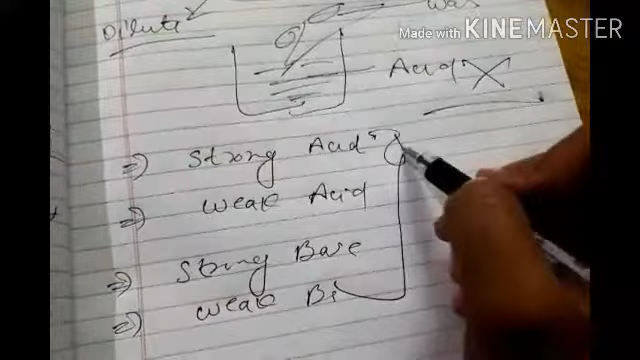 Dilute
Made with KINEMASTER
Acid
⇒ Strong Acid
⇒ Weak Acid
⇒ Strong Base
⇒ Weak B